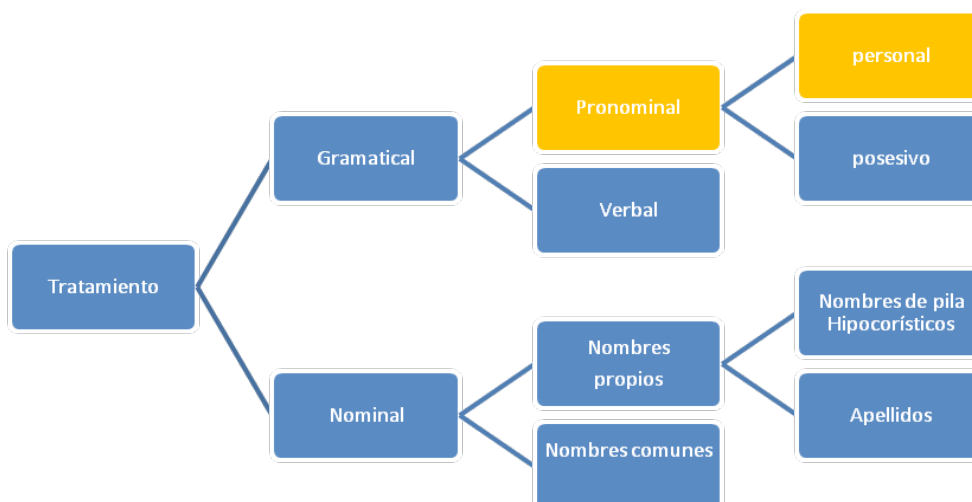 personal
Pronominal
Gramatical
posesivo
Verbal
Tratamiento
Nombres de pila
Hipocorísticos
Nombres
propios
Nominal
Apellidos
Nombres comunes